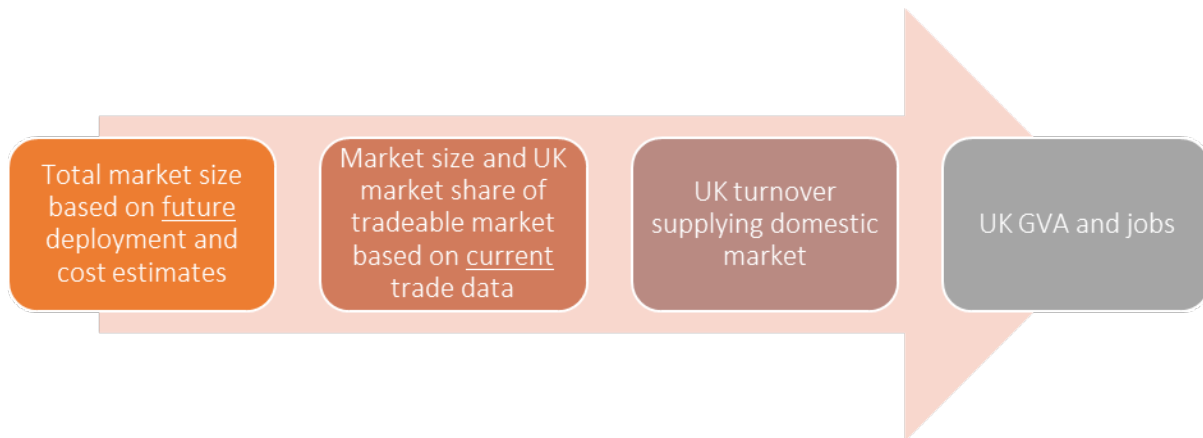 Total market size
based on future
deployment and
cost estimates
Market size and UK
market share of
tradeable market
based on current
trade data
UK turnover
supplying domestic
market
UK GVA and jobs